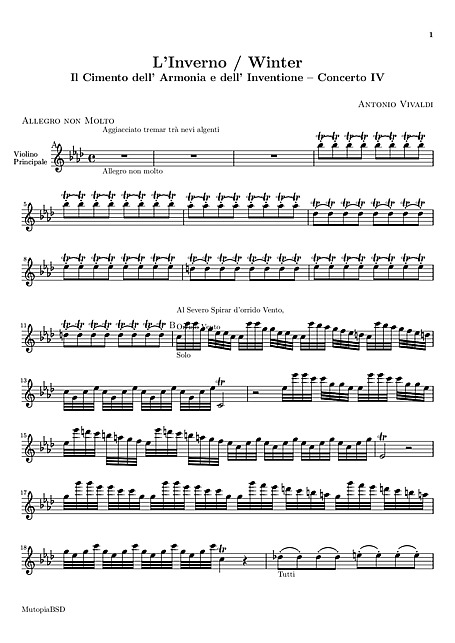 1
L'Inverno / Winter
Il Cimento dell' Armonia e dell' Inventione – Concerto IV
Antonio Vivaldi
Allegro non Molto
Aggiacciato tremar trà nevi algenti
A
Violino
Principale
Allegro non molto
5
8
Al Severo Spirar d'orrido Vento,
11
B
Vento
Solo
13
15
17
18
Tutti
MutopiaBSD